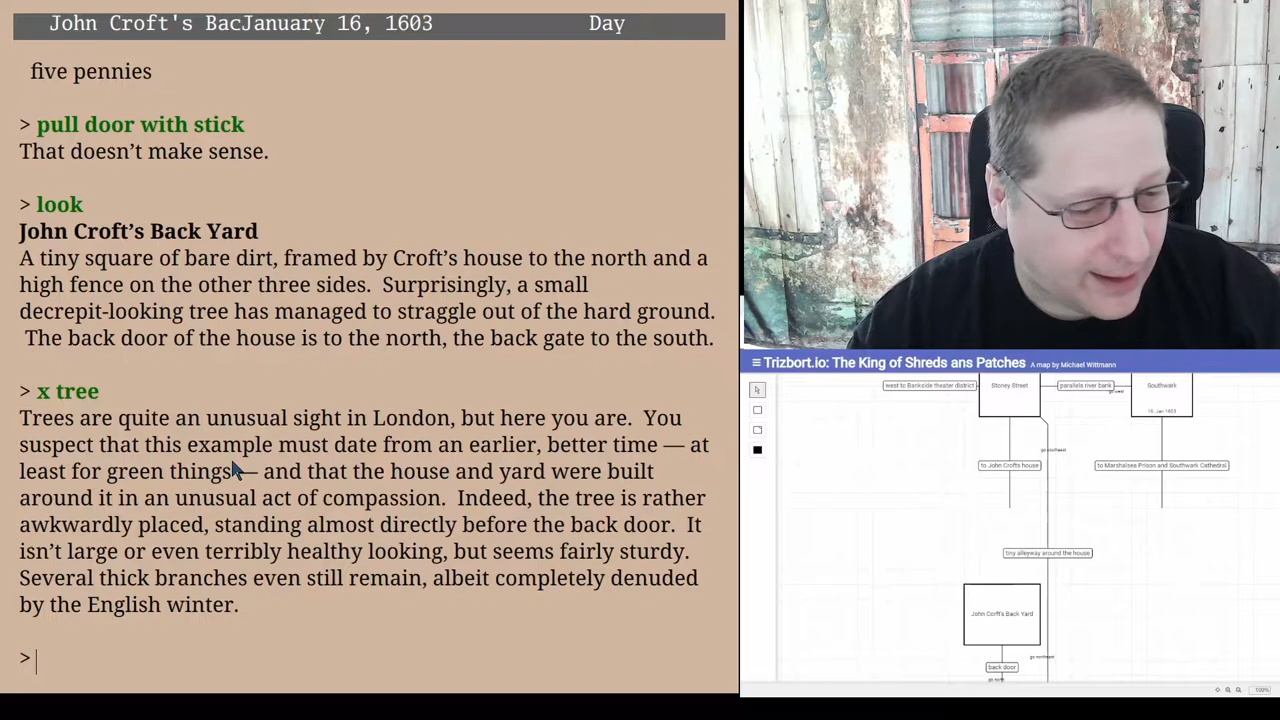 John Croft's BacJanuary 16, 1603 Day
five pennies
> pull door with stick
That doesn’t make sense.
> look
John Croft’s Back Yard
A tiny square of bare dirt, framed by Croft’s house to the north and a
high fence on the other three sides.  Surprisingly, a small
decrepit-looking tree has managed to straggle out of the hard ground.
The back door of the house is to the north, the back gate to the south.
> x tree
Trees are quite an unusual sight in London, but here you are.  You
suspect that this example must date from an earlier, better time — at
least for green things — and that the house and yard were built
around it in an unusual act of compassion.  Indeed, the tree is rather
awkwardly placed, standing almost directly before the back door.  It
isn’t large or even terribly healthy looking, but seems fairly sturdy.
Several thick branches even still remain, albeit completely denuded
by the English winter.
>
≡ Trizbort.io: The King of Shreds ans Patches A map by Michael Wittmann
west to Bankside theater district
Stoney Street
parallels river bank
go west
Southwark
16. Jan 1603
go southeast
to John Crofts house
to Marshalsea Prison and Southwark Cathedral
tiny alleyway around the house
John Corft's Back Yard
go northeast
back door
go north
100%